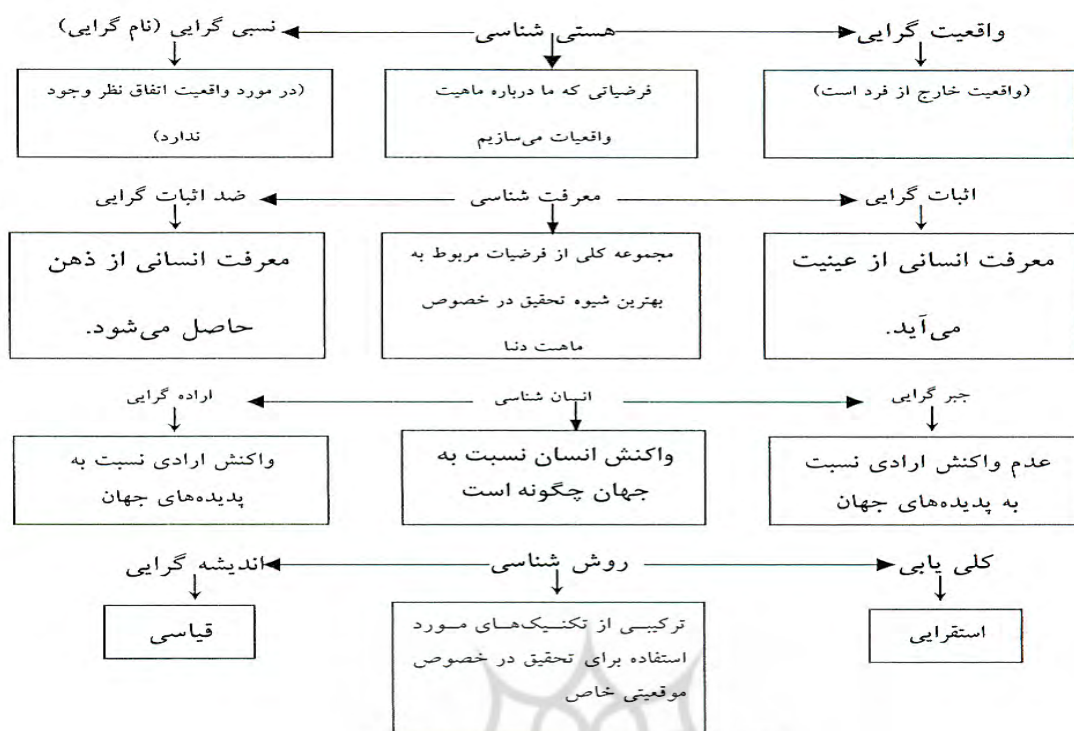 واقعیت گرایی
هستی شناسی
نسبی گرایی (نام گرایی)
(واقعیت خارج از فرد است)
فرضیاتی که ما درباره ماهیت
واقعیات می‌سازیم
(در مورد واقعیت اتفاق نظر وجود
ندارد)
اثبات گرایی
معرفت شناسی
ضد اثبات گرایی
معرفت انسانی از عینیت
می‌آید.
مجموعه کلی از فرضیات مربوط به
بهترین شیوه تحقیق در خصوص
ماهیت دنیا
معرفت انسانی از ذهن
حاصل می‌شود.
جبر گرایی
انسان شناسی
اراده گرایی
عدم واکنش ارادی نسبت
به پدیده‌های جهان
واکنش انسان نسبت به
جهان چگونه است
واکنش ارادی نسبت به
پدیده‌های جهان
کلی یابی
روش شناسی
اندیشه گرایی
استقرایی
ترکیبی از تکنیک‌های مورد
استفاده برای تحقیق در خصوص
موقعیتی خاص
قیاسی